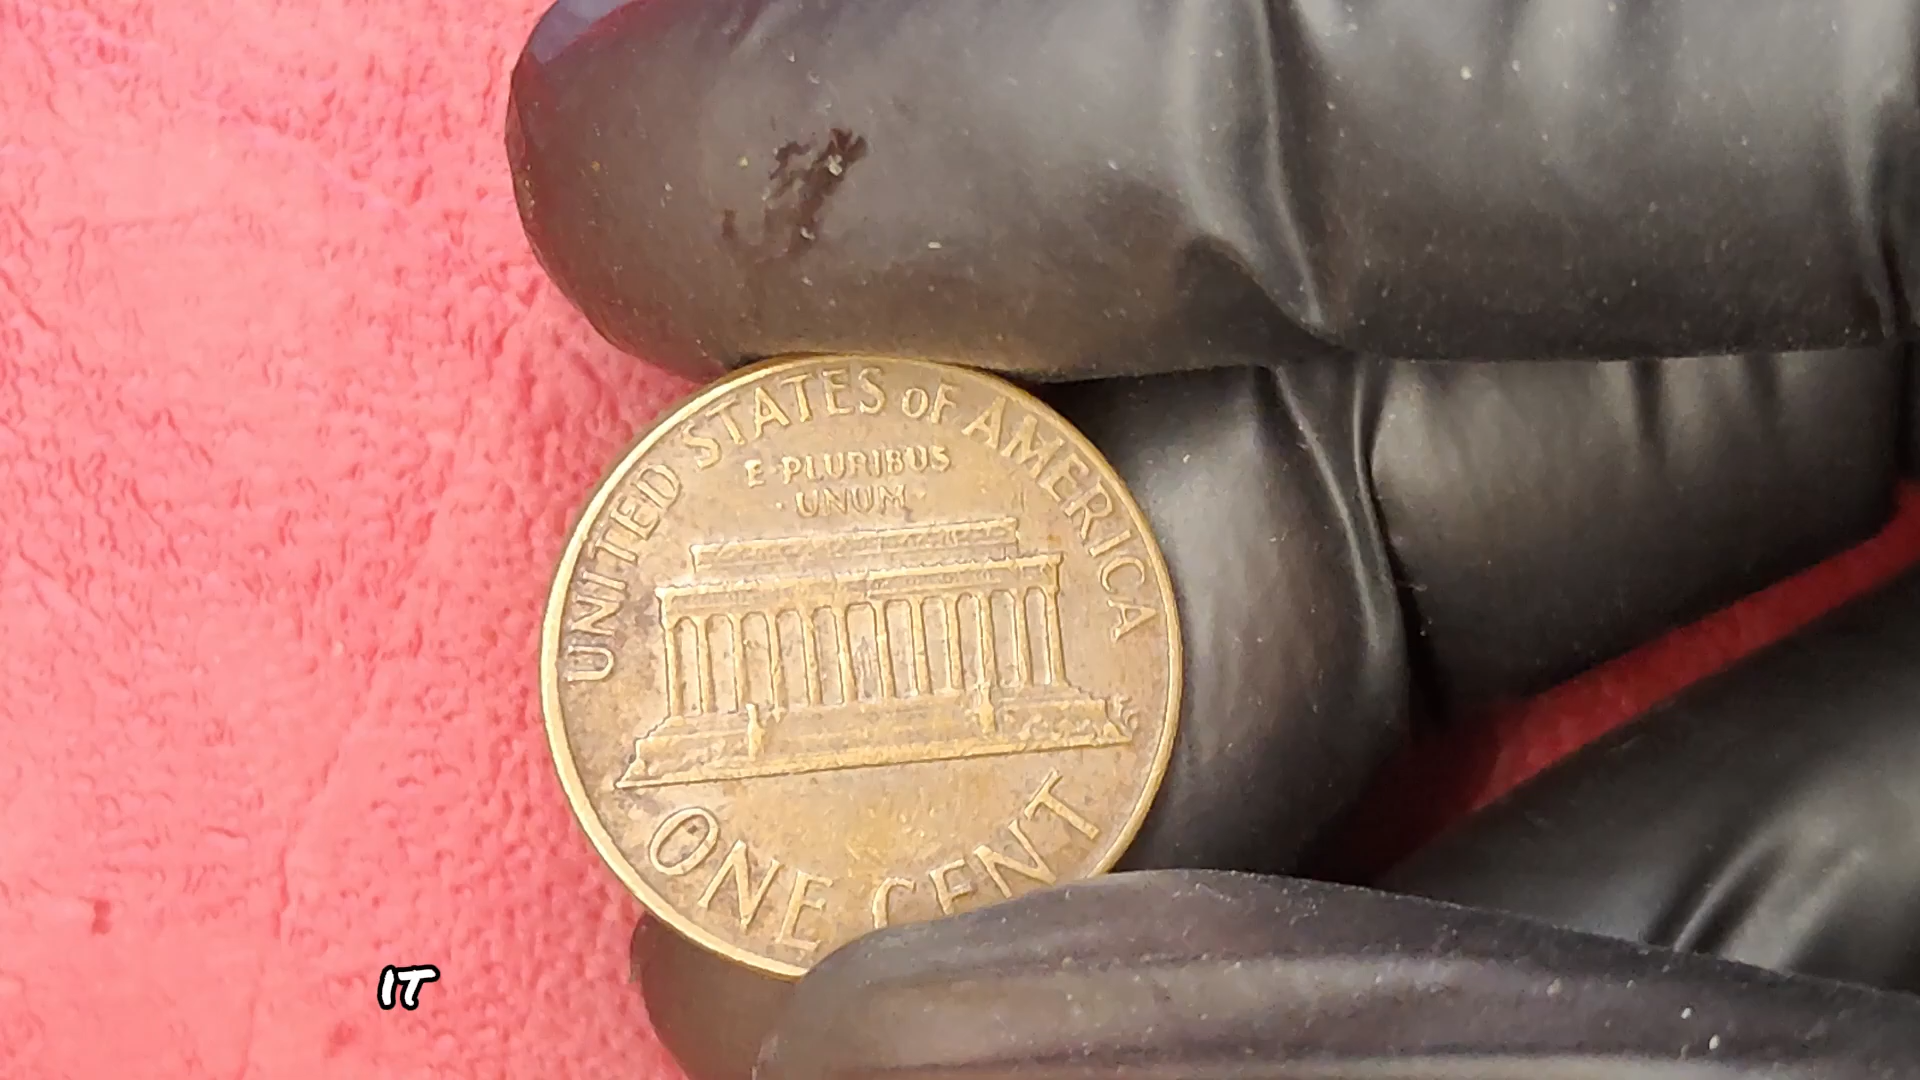 UNITED STATES oF AMERICA
E·PLURIBUS
·UNUM·
ONE CENT
IT